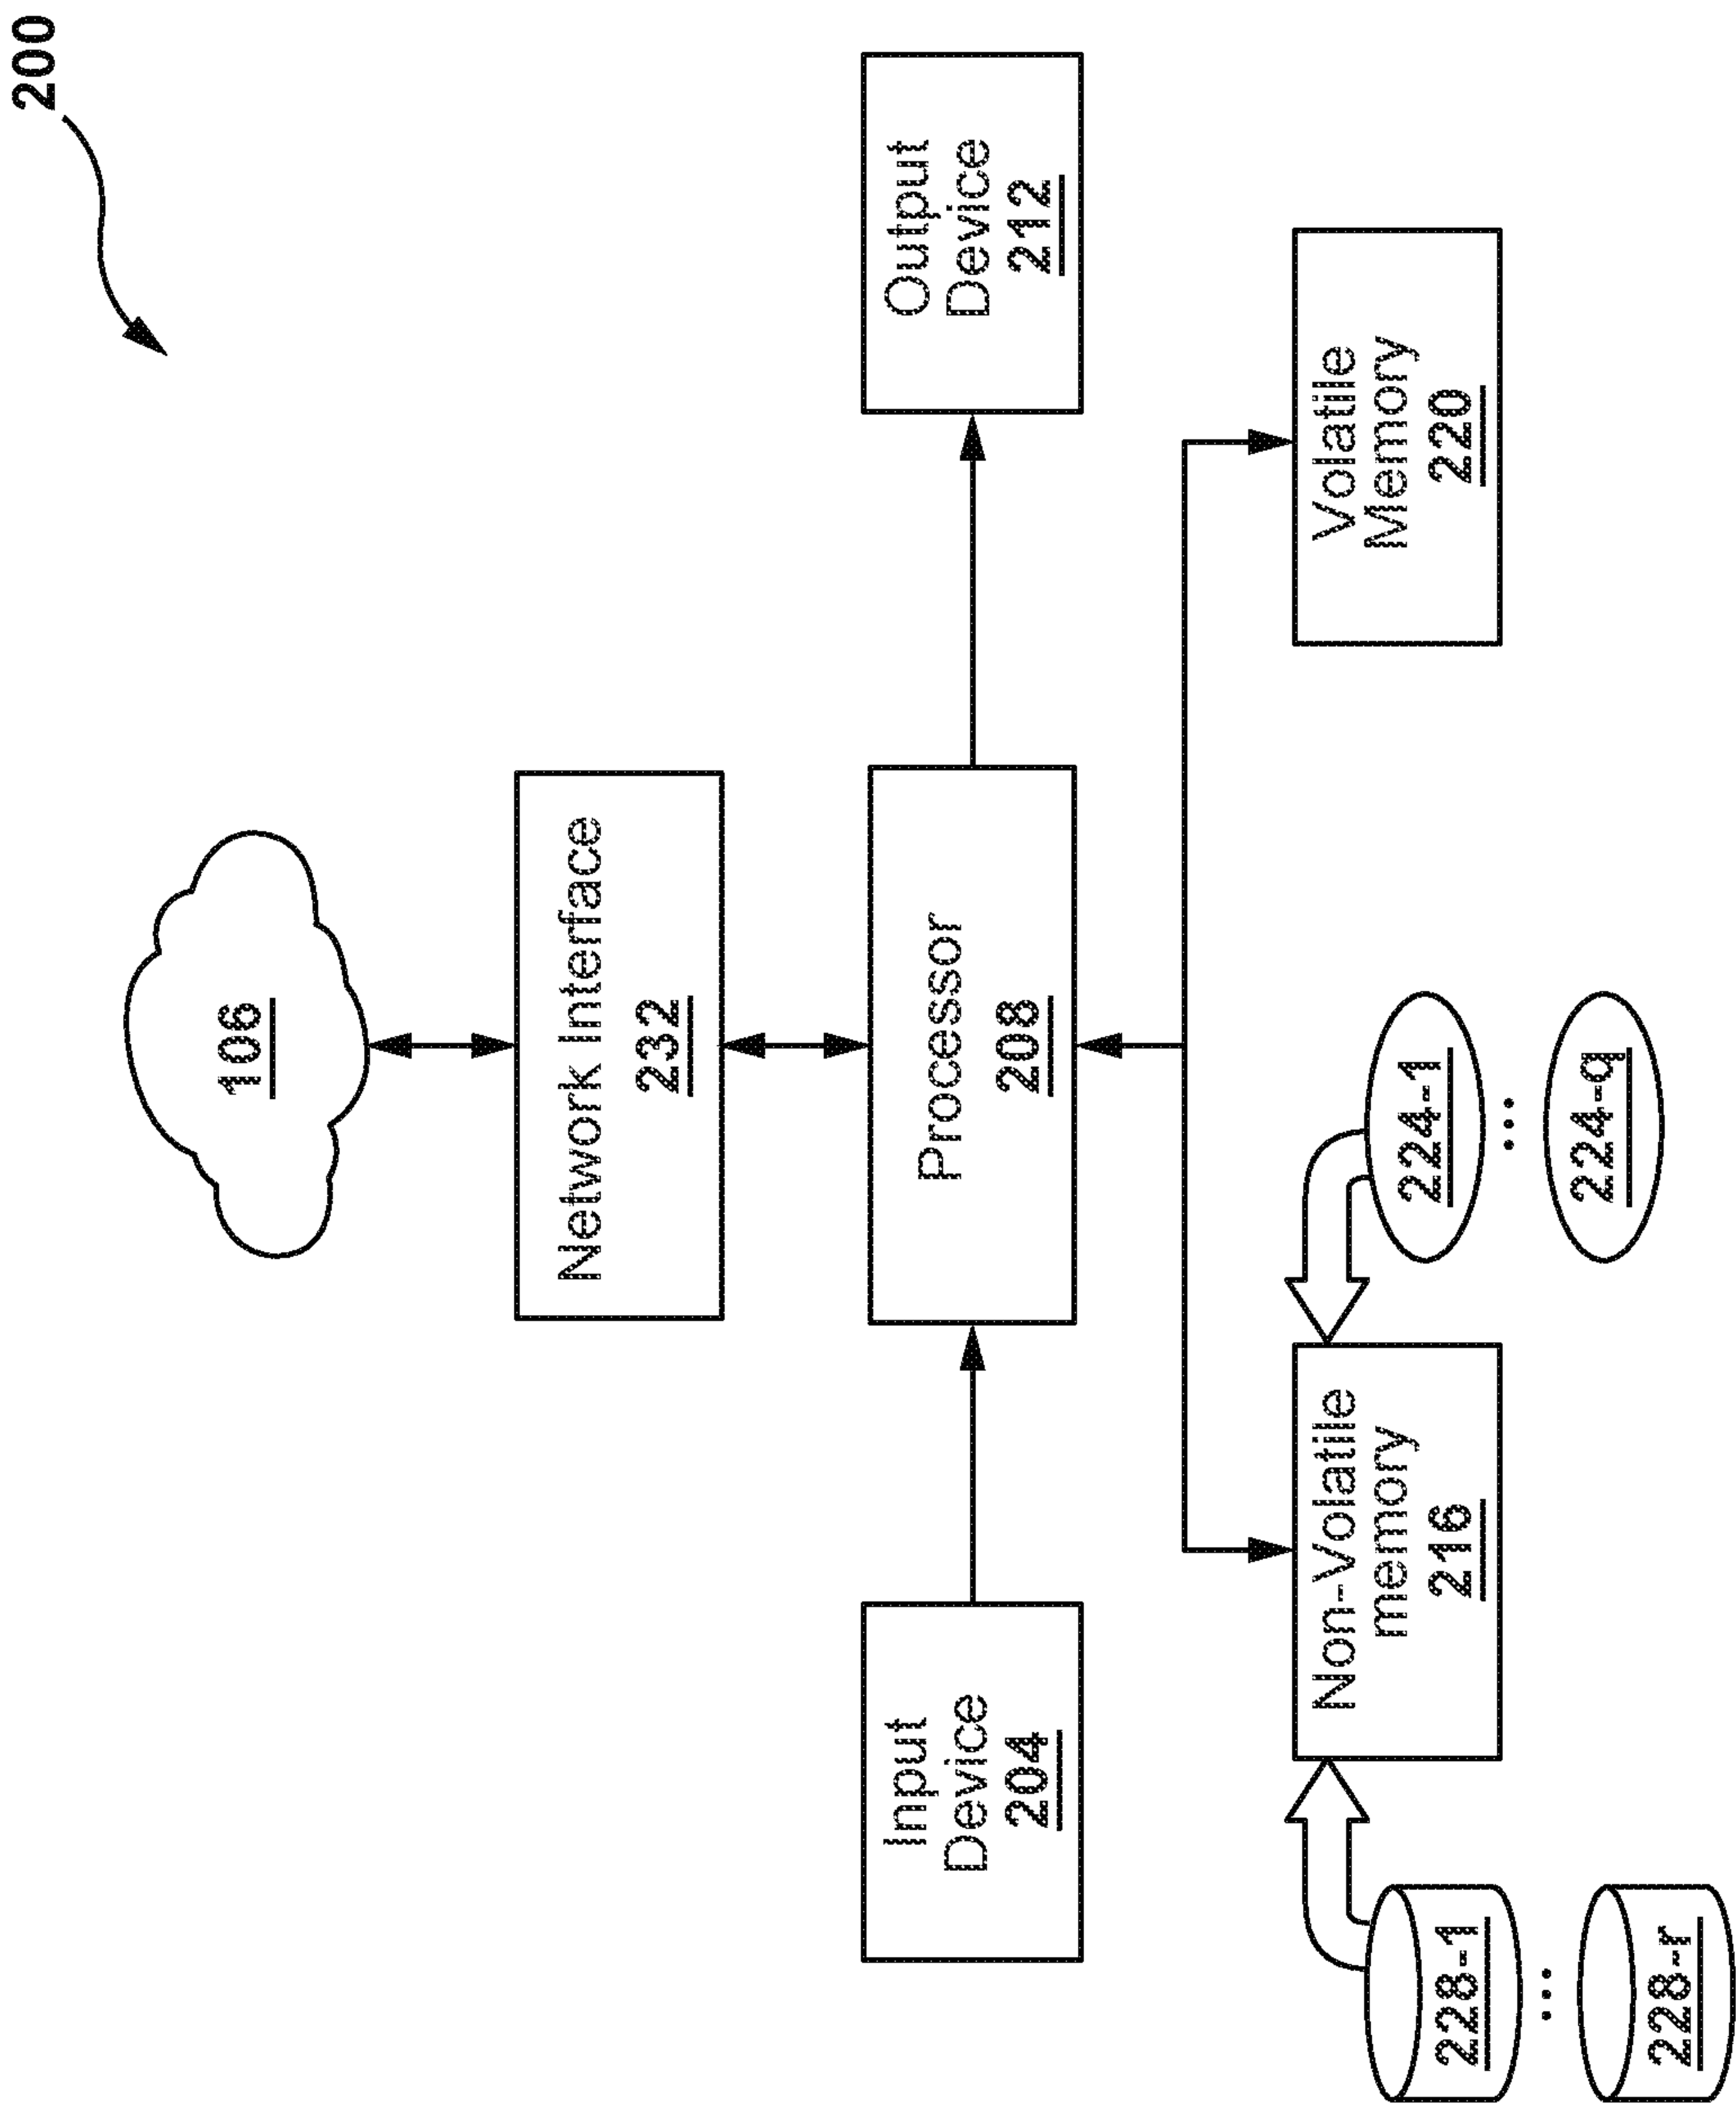 200
106
Network Interface
232
Input
Device
204
Processor
208
Output
Device
212
Non-Volatile
memory
216
Volatile
Memory
220
228-1
...
228-r
224-1
...
224-q